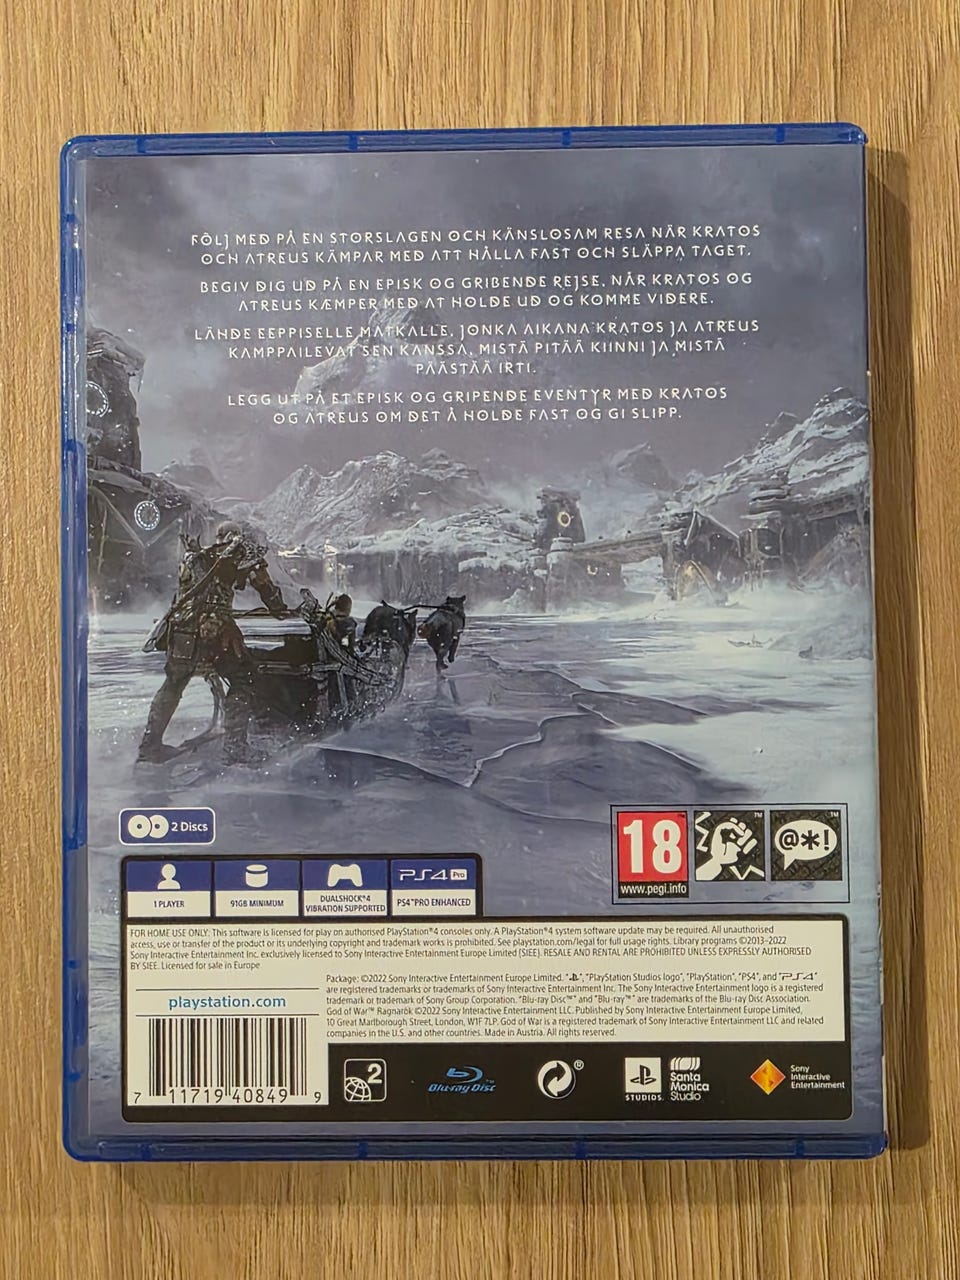 FÖLJ MED PÅ EN STORSLAGEN OCH KÄNSLOSAM RESA NÄR KRATOS
OCH ATREUS KÄMPAR MED ATT HÅLLA FAST OCH SLÄPPA TAGET.
BEGIV DIG UD PÅ EN EPISK OG GRIBENDE REJSE, NÅR KRATOS OG
ATREUS KÆMPER MED AT HOLDE UD OG KOMME VIDERE.
LÄHDE EEPPISELLE MATKALLE, JONKA AIKANA KRATOS JA ATREUS
KAMPPAILEVAT SEN KANSSA, MISTÄ PITÄÄ KIINNI JA MISTÄ
PÄÄSTÄÄ IRTI.
LEGG UT PÅ ET EPISK OG GRIPENDE EVENTYR MED KRATOS
OG ATREUS OM DET Å HOLDE FAST OG GI SLIPP.
2 Discs
18
www.pegi.info
@*!
PS4 Pro
1 PLAYER
91GB MINIMUM
DUALSHOCK®4
VIBRATION SUPPORTED
PS4™PRO ENHANCED
FOR HOME USE ONLY: This software is licensed for play on authorised PlayStation®4 consoles only. A PlayStation®4 system software update may be required. All unauthorised
access, use or transfer of the product or its underlying copyright and trademark works is prohibited. See playstation.com/legal for full usage rights. Library programs ©2013-2022
Sony Interactive Entertainment Inc. exclusively licensed to Sony Interactive Entertainment Europe Limited (SIEE). RESALE AND RENTAL ARE PROHIBITED UNLESS EXPRESSLY AUTHORISED
BY SIEE. Licensed for sale in Europe
playstation.com
Package: ©2022 Sony Interactive Entertainment Europe Limited. "", "PlayStation Studios logo", "PlayStation", "PS4", and "PS4"
are registered trademarks or trademarks of Sony Interactive Entertainment Inc. The Sony Interactive Entertainment logo is a registered
trademark or trademark of Sony Group Corporation. "Blu-ray Disc™" and "Blu-ray™" are trademarks of the Blu-ray Disc Association.
God of War™ Ragnarök ©2022 Sony Interactive Entertainment LLC. Published by Sony Interactive Entertainment Europe Limited,
10 Great Marlborough Street, London, W1F 7LP. God of War is a registered trademark of Sony Interactive Entertainment LLC and related
companies in the U.S. and other countries. Made in Austria. All rights reserved.
7 11719 40849 9
2
Blu-ray Disc™
®
STUDIOS
Santa
Monica
Studio
Sony
Interactive
Entertainment